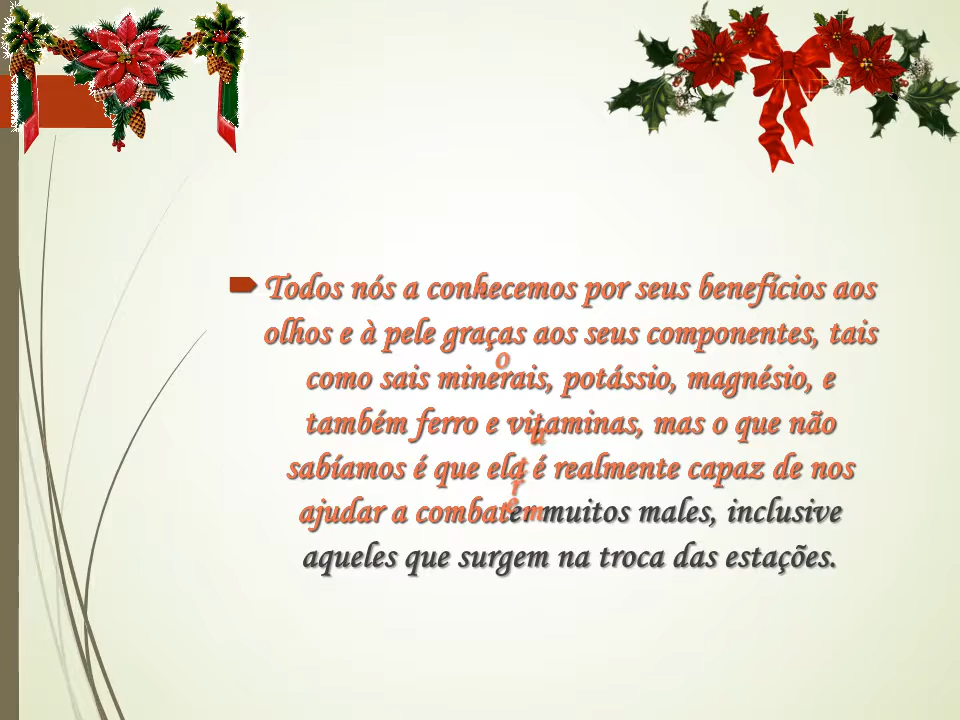 Todos nós a conhecemos por seus benefícios aos
olhos e à pele graças aos seus componentes, tais
como sais minerais, potássio, magnésio, e
também ferro e vitaminas, mas o que não
sabíamos é que ela é realmente capaz de nos
ajudar a combater muitos males, inclusive
aqueles que surgem na troca das estações.